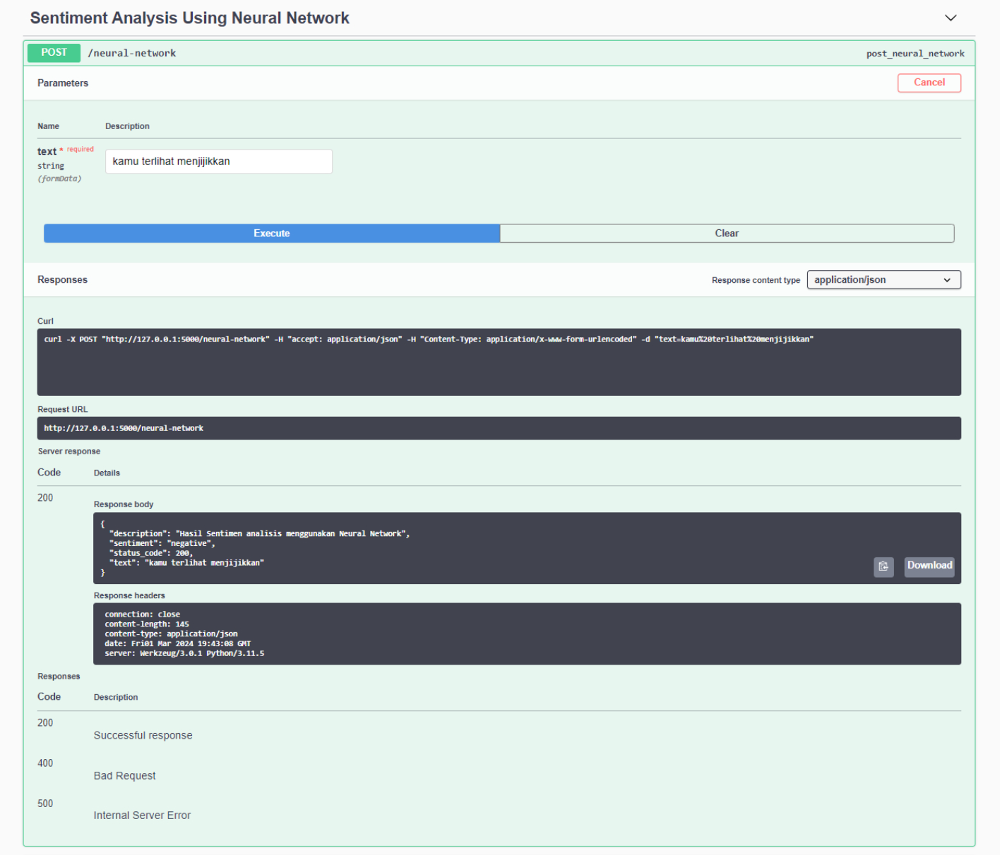 Sentiment Analysis Using Neural Network
POST /neural-network post_neural_network
Parameters Cancel
Name Description
text * required
string
(formData)
kamu terlihat menjijikkan
Execute Clear
Responses Response content type application/json
Curl
curl -X POST "http://127.0.0.1:5000/neural-network" -H "accept: application/json" -H "Content-Type: application/x-www-form-urlencoded" -d "text=kamu%20terlihat%20menjijikkan"
Request URL
http://127.0.0.1:5000/neural-network
Server response
Code Details
200
Response body
{
"description": "Hasil Sentimen analisis menggunakan Neural Network",
"sentiment": "negative",
"status_code": 200,
"text": "kamu terlihat menjijikkan"
}
Download
Response headers
connection: close
content-length: 145
content-type: application/json
date: Fri01 Mar 2024 19:43:08 GMT
server: Werkzeug/3.0.1 Python/3.11.5
Responses
Code Description
200
Successful response
400
Bad Request
500
Internal Server Error